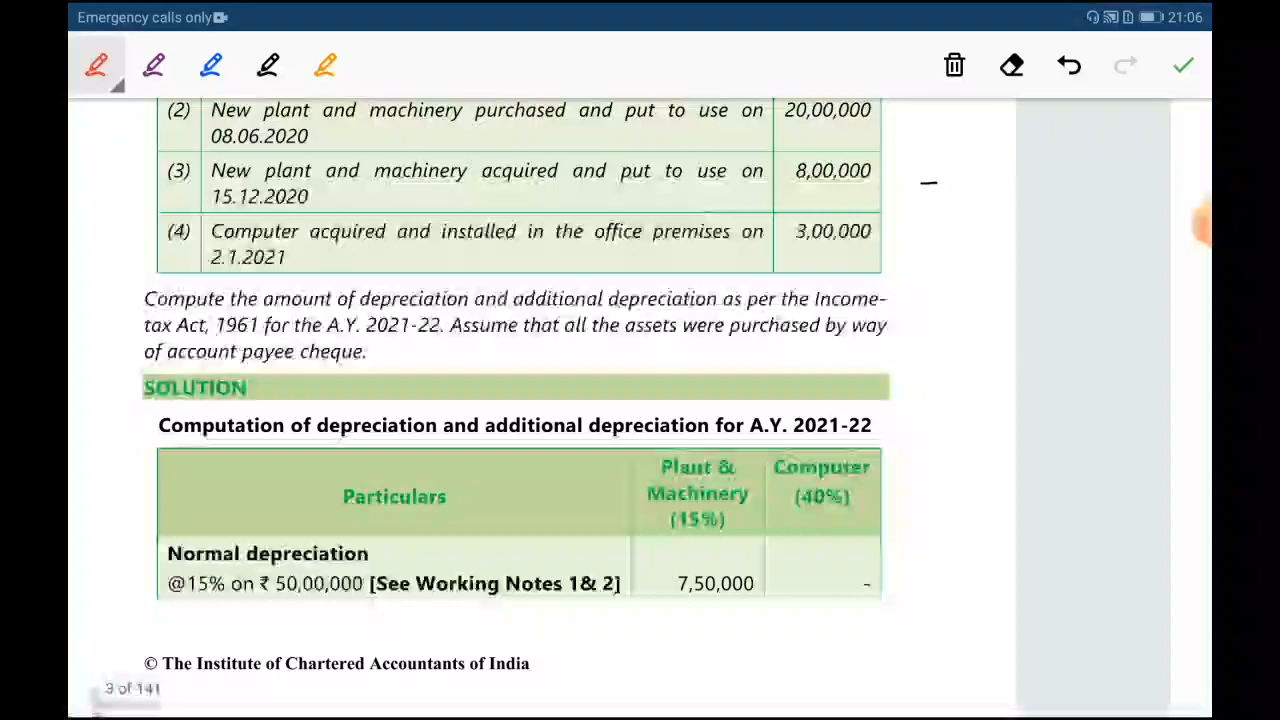 Emergency calls only
21:06
(2) New plant and machinery purchased and put to use on 20,00,000
08.06.2020
(3) New plant and machinery acquired and put to use on 8,00,000
15.12.2020
(4) Computer acquired and installed in the office premises on 3,00,000
2.1.2021
Compute the amount of depreciation and additional depreciation as per the Income-
tax Act, 1961 for the A.Y. 2021-22. Assume that all the assets were purchased by way
of account payee cheque.
SOLUTION
Computation of depreciation and additional depreciation for A.Y. 2021-22
Particulars
Plant &
Machinery
(15%)
Computer
(40%)
Normal depreciation
@15% on ₹ 50,00,000 [See Working Notes 1& 2] 7,50,000 -
© The Institute of Chartered Accountants of India
3 of 141